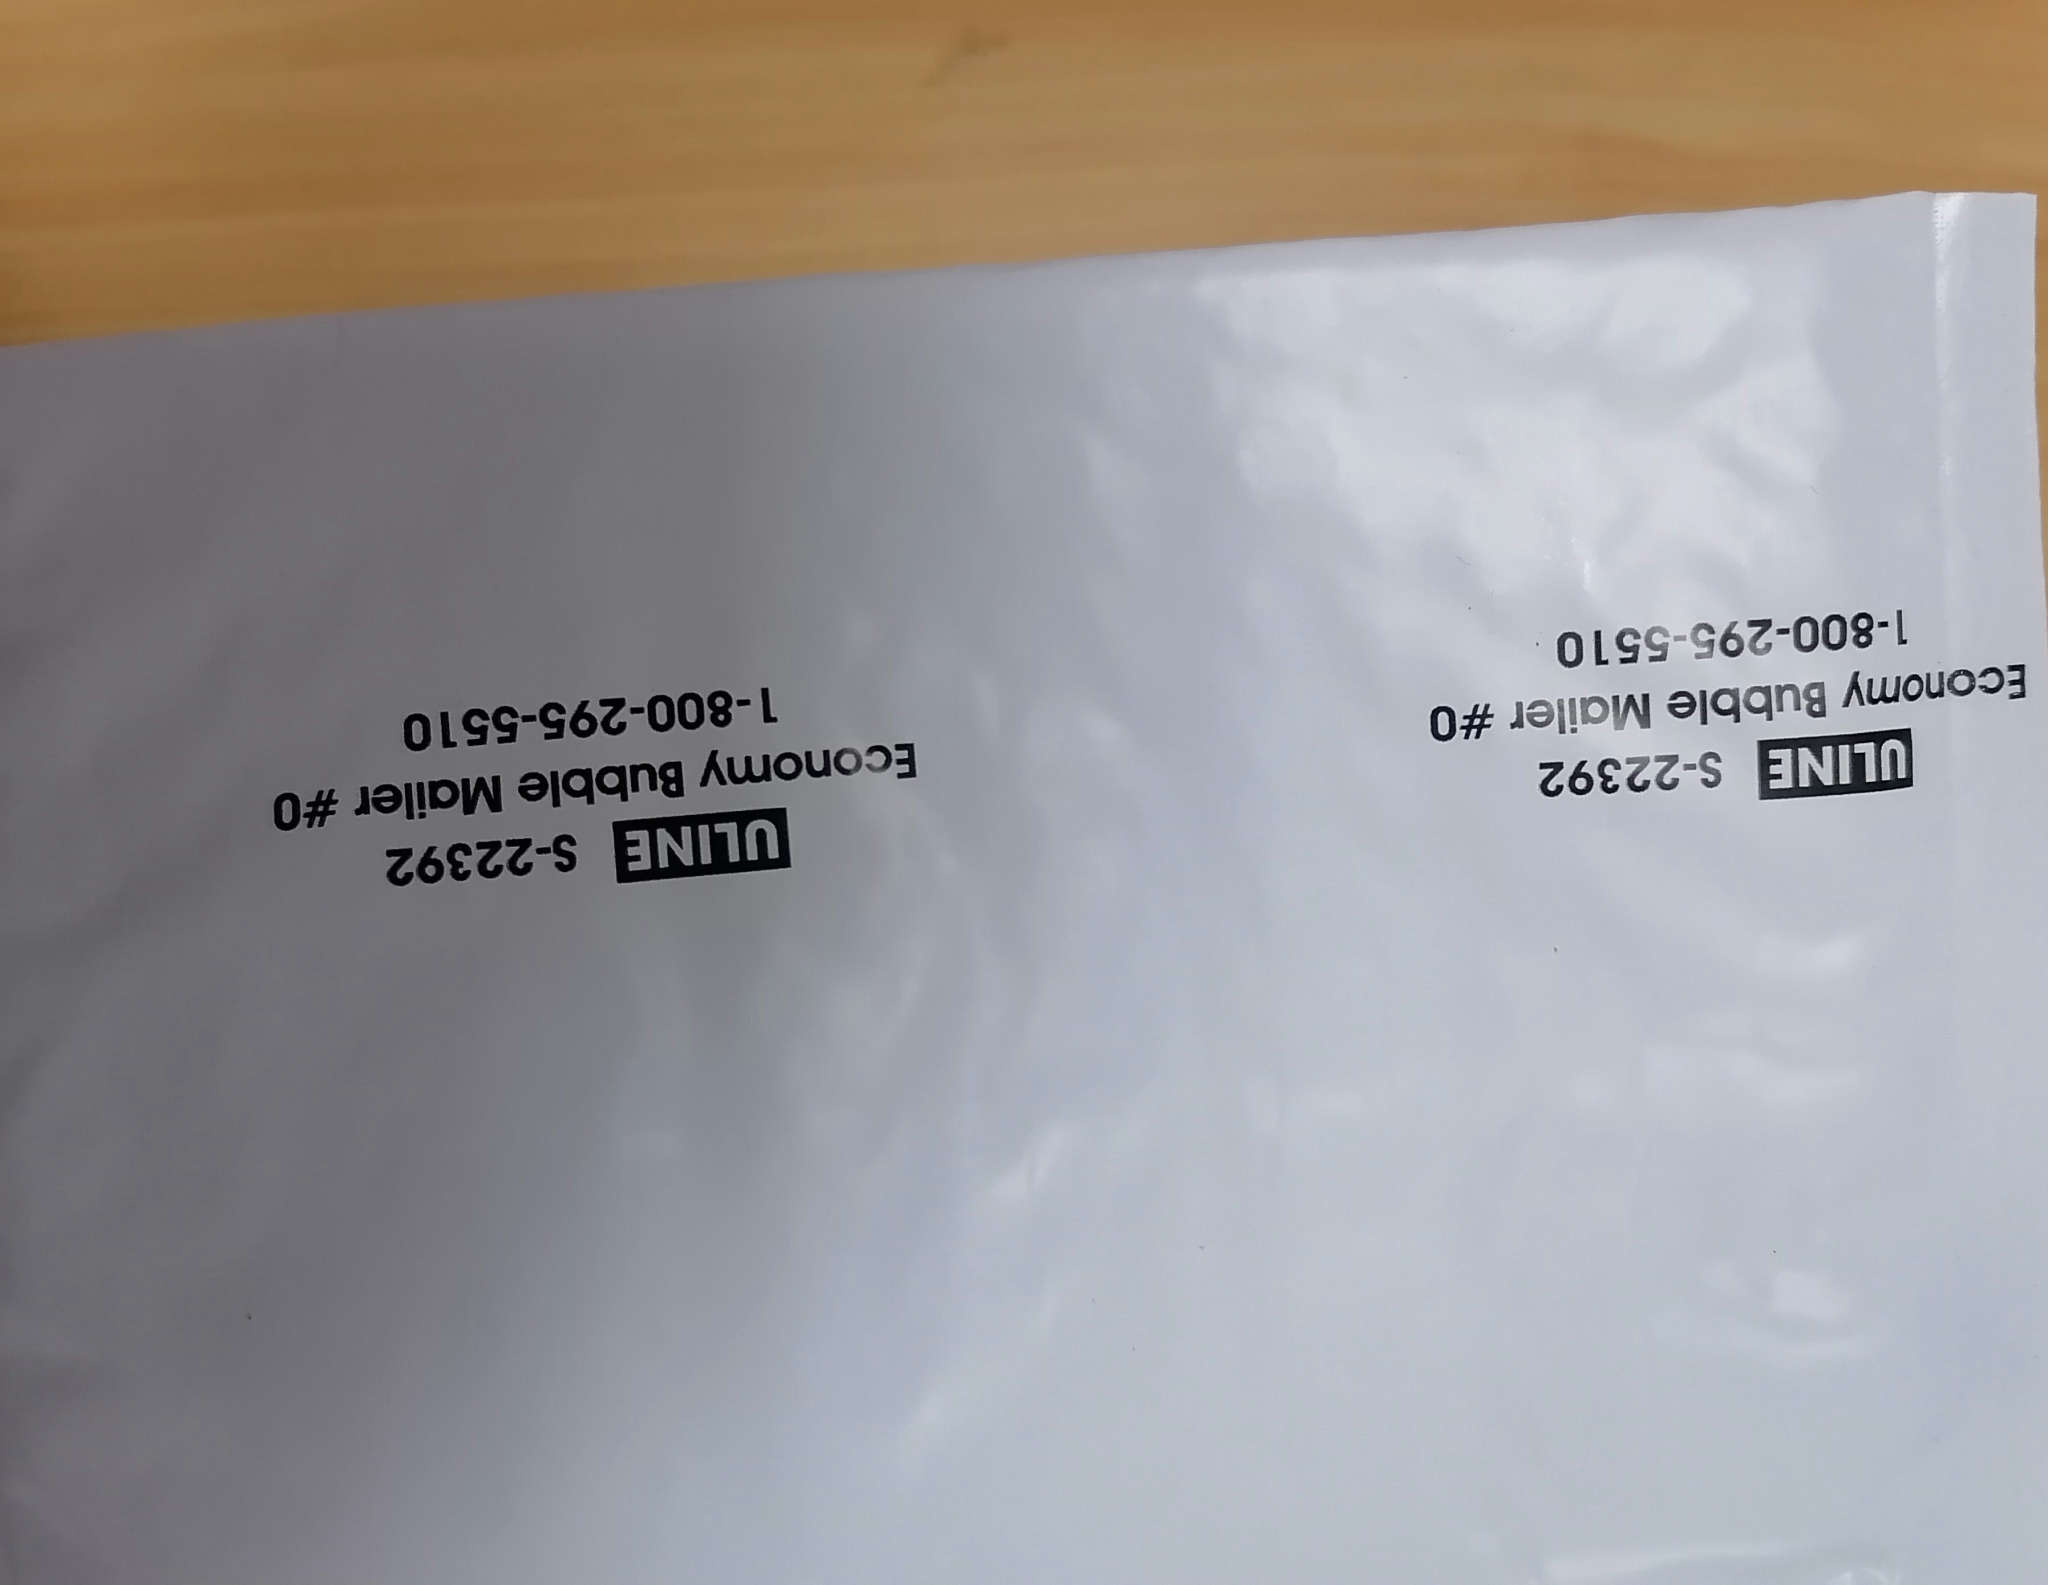 ULINE S-22392
Economy Bubble Mailer #0
1-800-295-5510
ULINE S-22392
Economy Bubble Mailer #0
1-800-295-5510